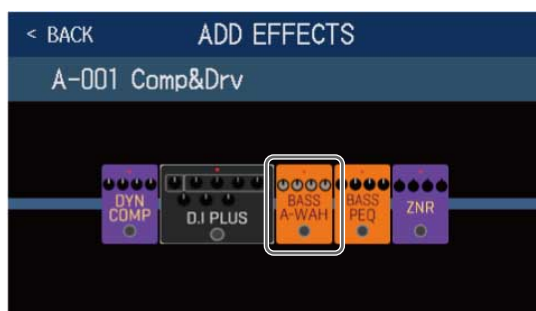 < BACK ADD EFFECTS
A-001 Comp&Drv
DYN
COMP
D.I PLUS
BASS
A-WAH
BASS
PEQ
ZNR